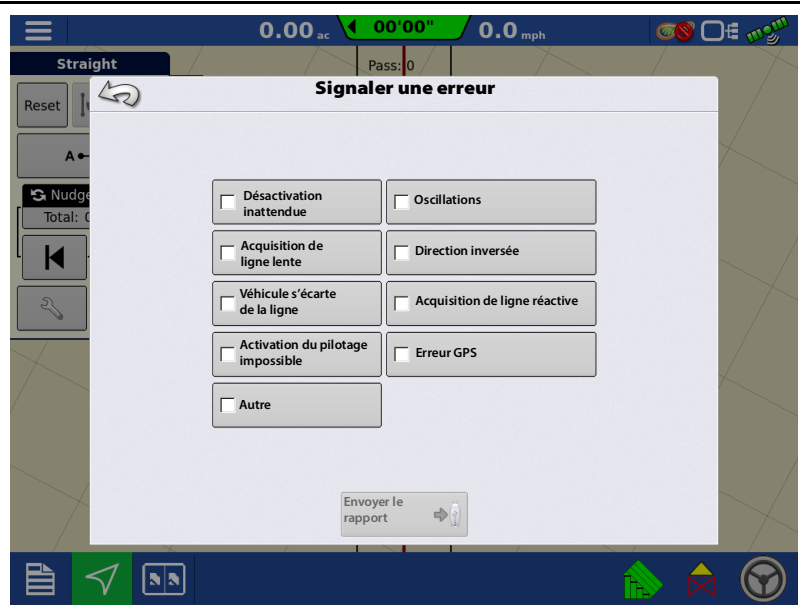 0.00 ac
00'00"
0.0 mph
Straight
Pass: 0
Signaler une erreur
Reset
A
Nudge
Total:
Désactivation
inattendue
Oscillations
Acquisition de
ligne lente
Direction inversée
Véhicule s'écarte
de la ligne
Acquisition de ligne réactive
Activation du pilotage
impossible
Erreur GPS
Autre
Envoyer le
rapport